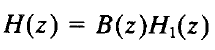 H(z) = B(z)H₁(z)